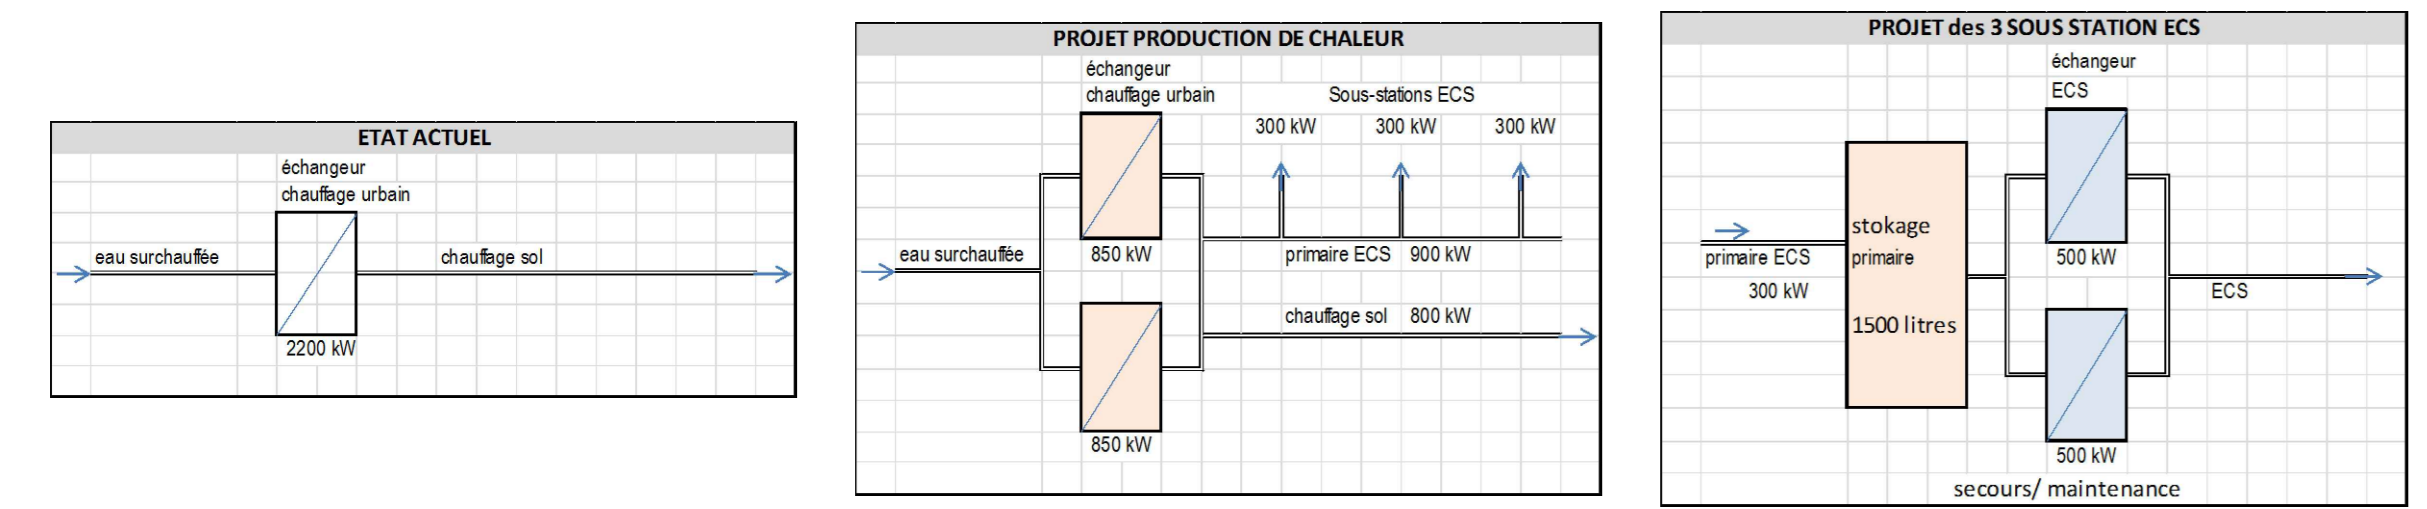 ETAT ACTUEL
échangeur
chauffage urbain
eau surchauffée
chauffage sol
2200 kW
PROJET PRODUCTION DE CHALEUR
échangeur
chauffage urbain
Sous-stations ECS
300 kW 300 kW 300 kW
eau surchauffée
850 kW
primaire ECS 900 kW
chauffage sol 800 kW
850 kW
PROJET des 3 SOUS STATION ECS
échangeur
ECS
stokage
primaire ECS
primaire
500 kW
300 kW
ECS
1500 litres
500 kW
secours/ maintenance